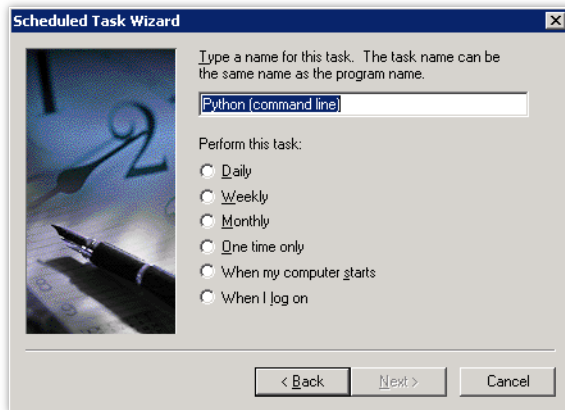 Scheduled Task Wizard
Type a name for this task. The task name can be
the same name as the program name.
Python (command line)
Perform this task:
Daily
Weekly
Monthly
One time only
When my computer starts
When I log on
< Back
Next >
Cancel